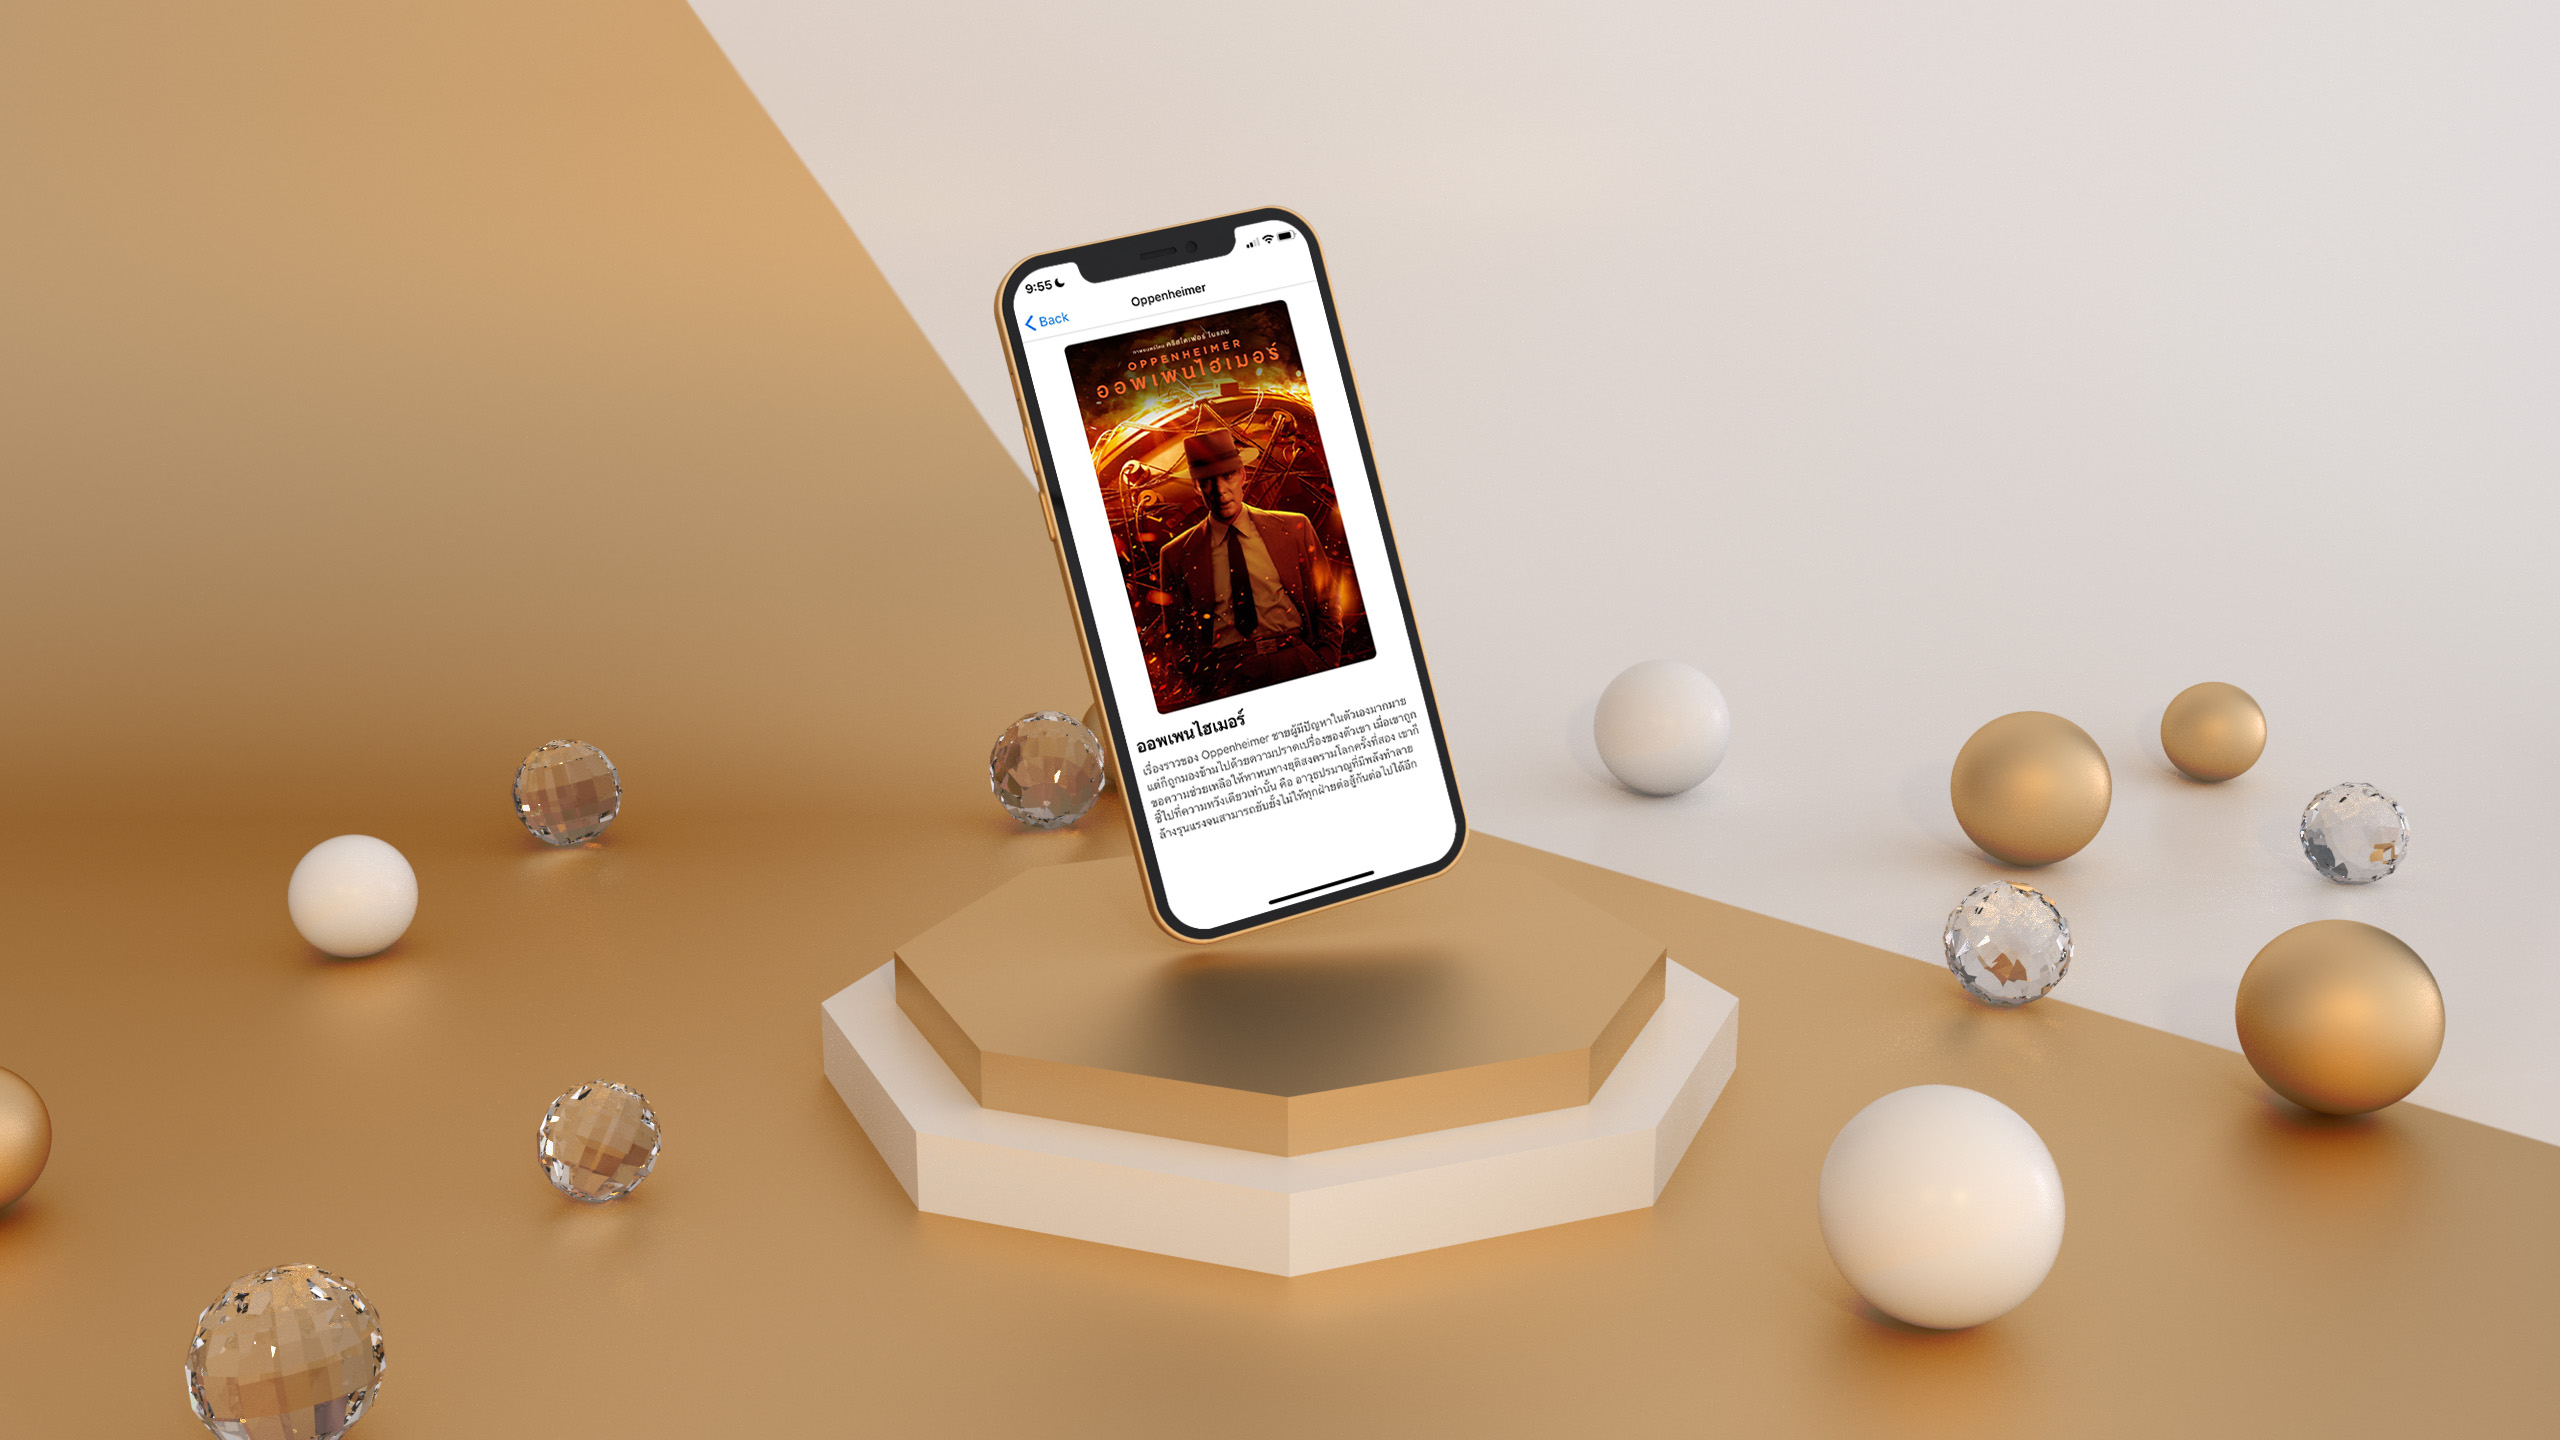 9:55
Back
Oppenheimer
ภาพยนตร์โดย คริสโตเฟอร์ โนแลน
OPPENHEIMER
ออพเพนไฮเมอร์
ออพเพนไฮเมอร์
เรื่องราวของ Oppenheimer ชายผู้มีปัญหาในตัวเองมากมาย
แต่ก็ถูกมองข้ามไปด้วยความปราดเปรื่องของตัวเขา เมื่อเขาถูก
ขอความช่วยเหลือให้หาหนทางยุติสงครามโลกครั้งที่สอง เขาก็
ชี้ไปที่ความหวังเดียวเท่านั้น คือ อาวุธปรมาณูที่มีพลังทำลาย
ล้างรุนแรงจนสามารถยับยั้งไม่ให้ทุกฝ่ายต่อสู้กันต่อไปได้อีก